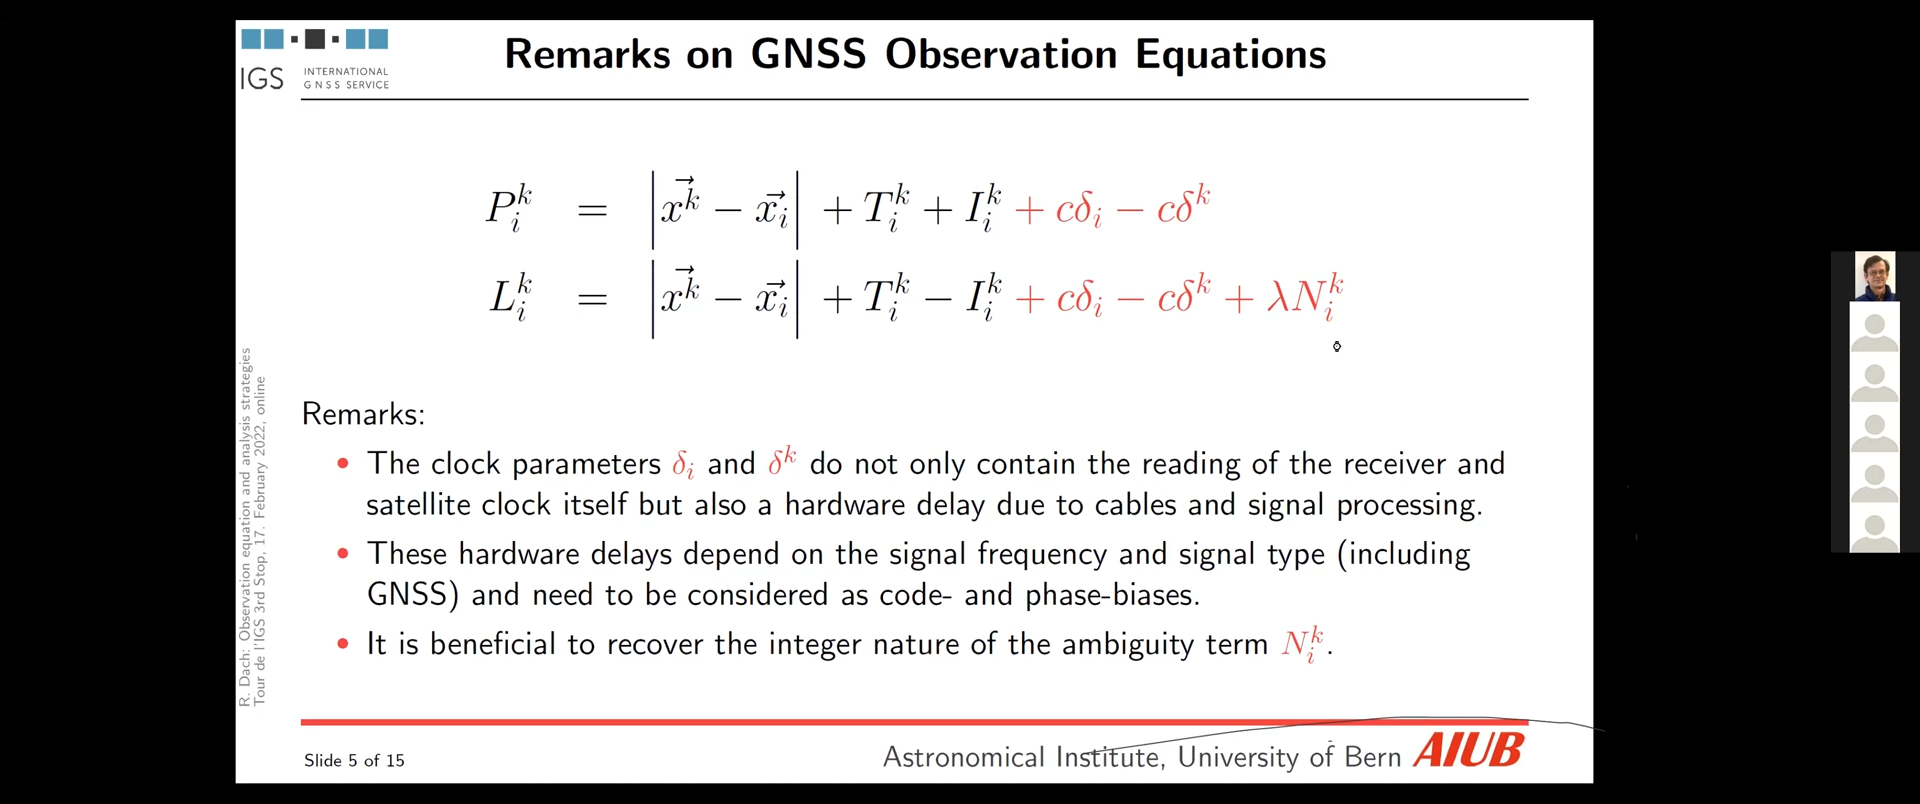 IGS INTERNATIONAL
GNSS SERVICE
Remarks on GNSS Observation Equations
P_i^k = |x^k⃗ − x_i⃗| + T_i^k + I_i^k + cδ_i − cδ^k
L_i^k = |x^k⃗ − x_i⃗| + T_i^k − I_i^k + cδ_i − cδ^k + λN_i^k
Remarks:
• The clock parameters δ_i and δ^k do not only contain the reading of the receiver and
satellite clock itself but also a hardware delay due to cables and signal processing.
• These hardware delays depend on the signal frequency and signal type (including
GNSS) and need to be considered as code- and phase-biases.
• It is beneficial to recover the integer nature of the ambiguity term N_i^k.
R. Dach: Observation equation and analysis strategies
Tour de l'IGS 3rd Stop, 17. February 2022, online
Slide 5 of 15
Astronomical Institute, University of Bern AIUB